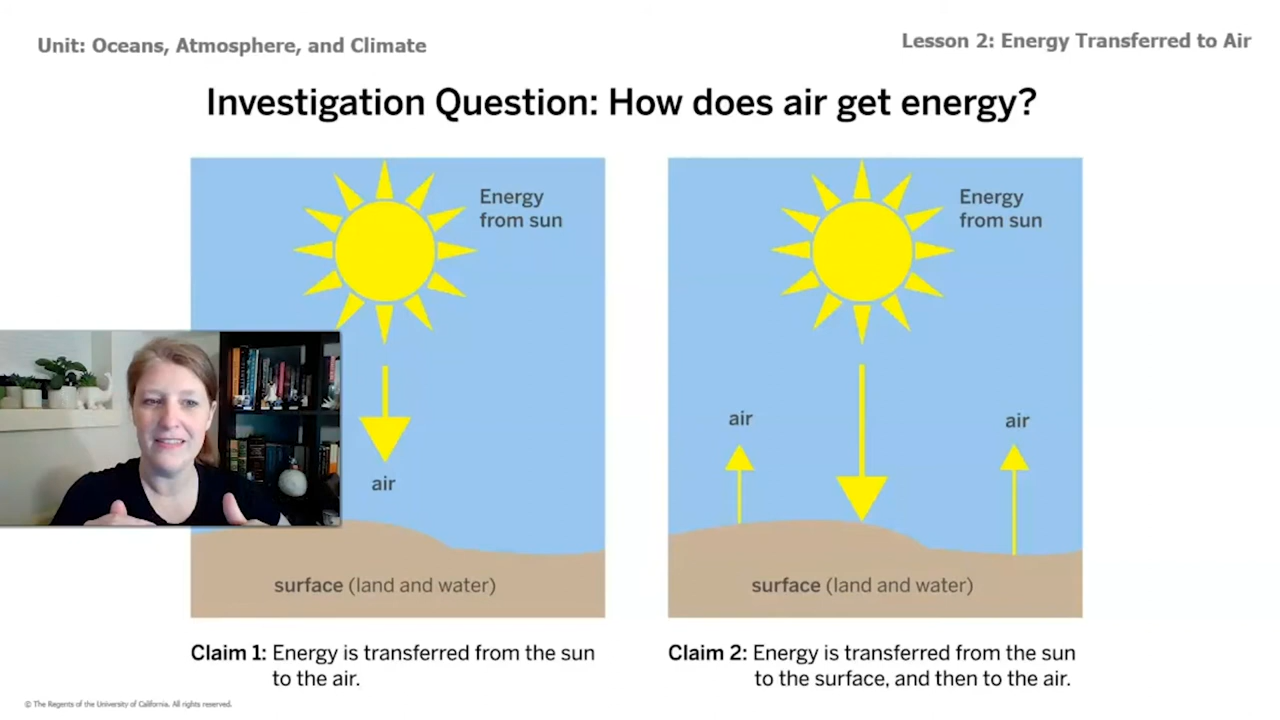 Unit: Oceans, Atmosphere, and Climate
Lesson 2: Energy Transferred to Air
Investigation Question: How does air get energy?
Energy
from sun
air
surface (land and water)
Claim 1: Energy is transferred from the sun
to the air.
Energy
from sun
air
air
surface (land and water)
Claim 2: Energy is transferred from the sun
to the surface, and then to the air.
© The Regents of the University of California. All rights reserved.